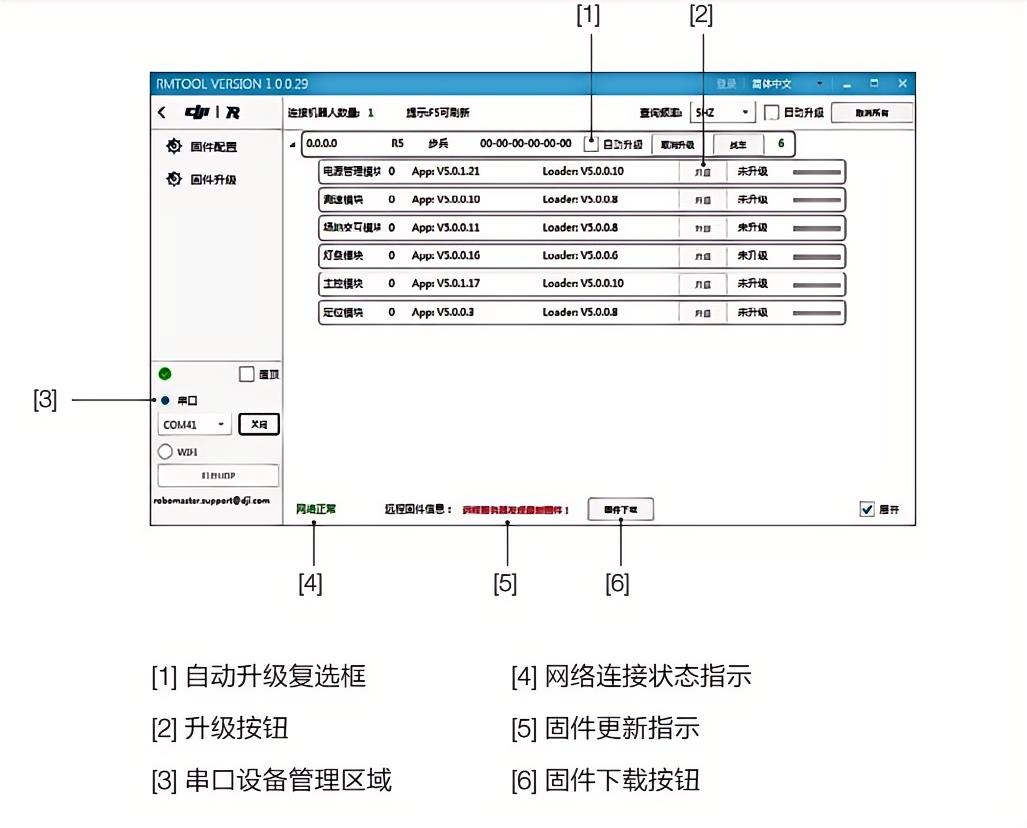 [1] [2]
RMTOOL VERSION 1.0.0.29 登录 简体中文
dji R 连接机器人数量: 1 提示:F5可刷新 查询频率: 5HZ 自动升级 取消所有
固件配置
固件升级
0.0.0.0 R5 步兵 00-00-00-00-00-00 自动升级 取消升级 战车 6
电源管理模块 0 App: V5.0.1.21 Loader: V5.0.0.10 升级 未升级
测速模块 0 App: V5.0.0.10 Loader: V5.0.0.8 升级 未升级
场地交互模块 0 App: V5.0.0.11 Loader: V5.0.0.8 升级 未升级
灯条模块 0 App: V5.0.0.16 Loader: V5.0.0.6 升级 未升级
主控模块 0 App: V5.0.1.17 Loader: V5.0.0.10 升级 未升级
定位模块 0 App: V5.0.0.3 Loader: V5.0.0.8 升级 未升级
置顶
[3] 串口
COM41 关闭
WIFI
robomaster.support@dji.com
网络正常 远程固件信息: 远程服务器发现最新固件! 固件下载 展开
[4] [5] [6]
[1] 自动升级复选框
[2] 升级按钮
[3] 串口设备管理区域
[4] 网络连接状态指示
[5] 固件更新指示
[6] 固件下载按钮